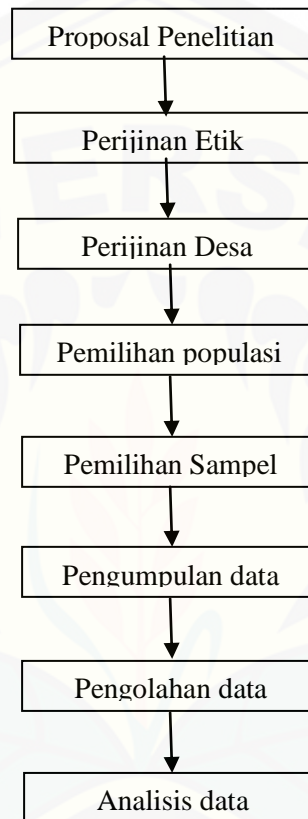 Proposal Penelitian
Perijinan Etik
Perijinan Desa
Pemilihan populasi
Pemilihan Sampel
Pengumpulan data
Pengolahan data
Analisis data